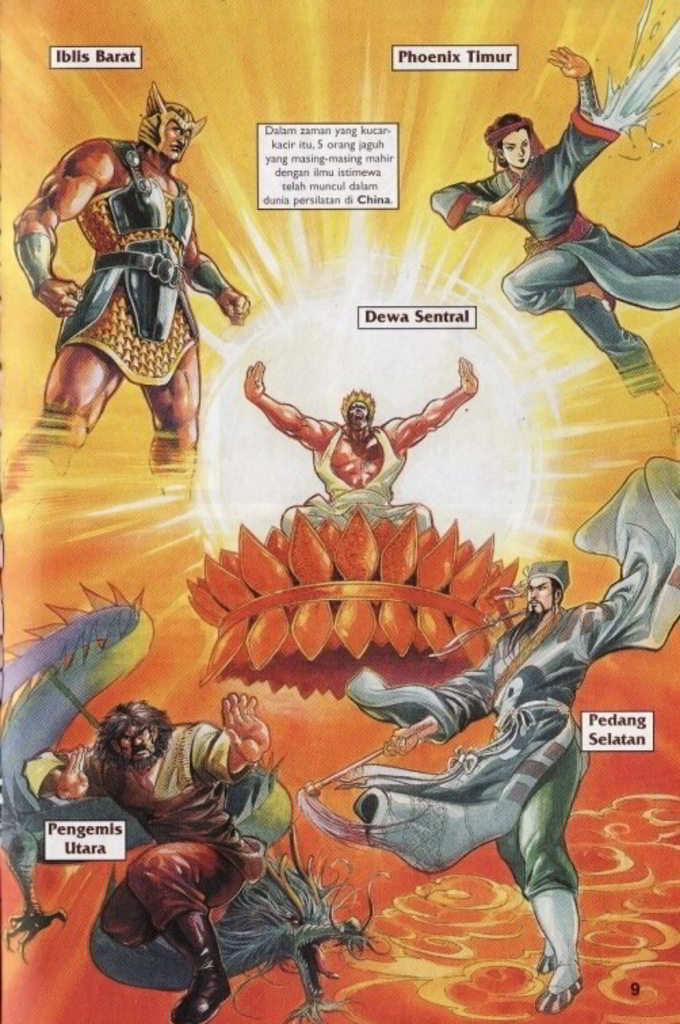 Iblis Barat
Phoenix Timur
Dalam zaman yang kucar-
kacir itu, 5 orang jaguh
yang masing-masing mahir
dengan ilmu istimewa
telah muncul dalam
dunia persilatan di China.
Dewa Sentral
Pedang
Selatan
Pengemis
Utara
9